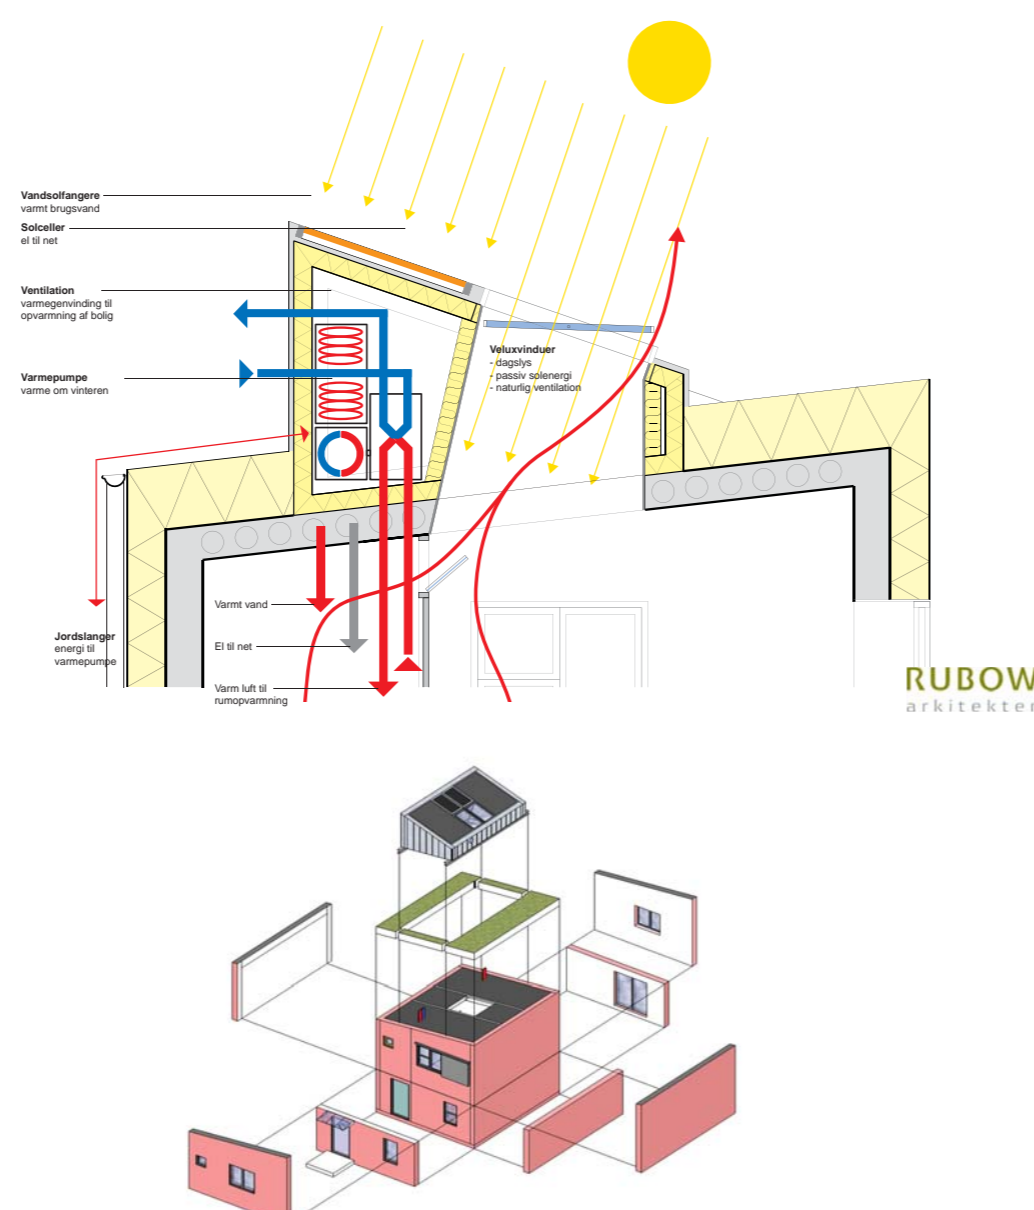 Vandsolfangere
varmt brugsvand
Solceller
el til net
Ventilation
varmegenvinding til
opvarmning af bolig
Varmepumpe
varme om vinteren
Veluxvinduer
- dagslys
- passiv solenergi
- naturlig ventilation
Varmt vand
Jordslanger
energi til
varmepumpe
El til net
Varm luft til
rumopvarmning
RUBOW
arkitekter